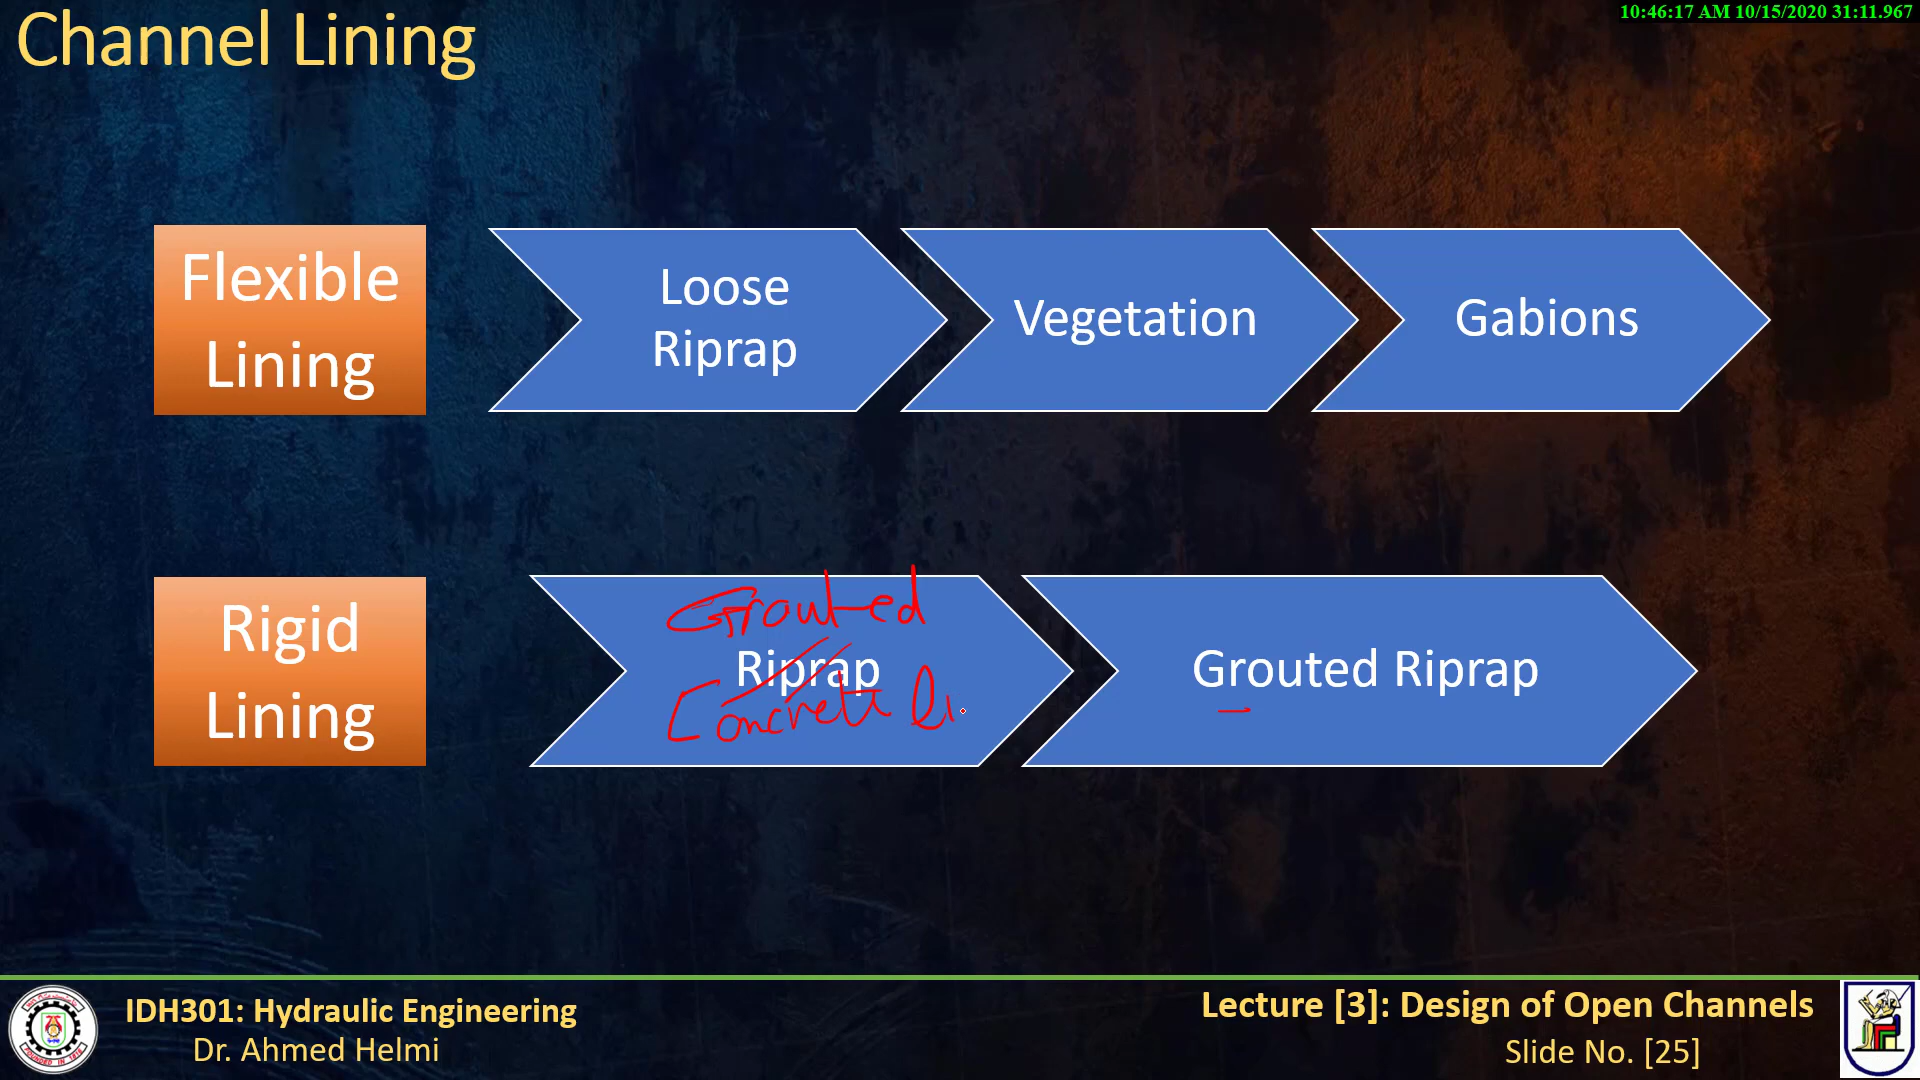 10:46:17 AM 10/15/2020 31:11.967
Channel Lining
Flexible
Lining
Loose
Riprap
Vegetation
Gabions
Rigid
Lining
Grouted
Riprap
Concrete li
Grouted Riprap
IDH301: Hydraulic Engineering
Dr. Ahmed Helmi
Lecture [3]: Design of Open Channels
Slide No. [25]